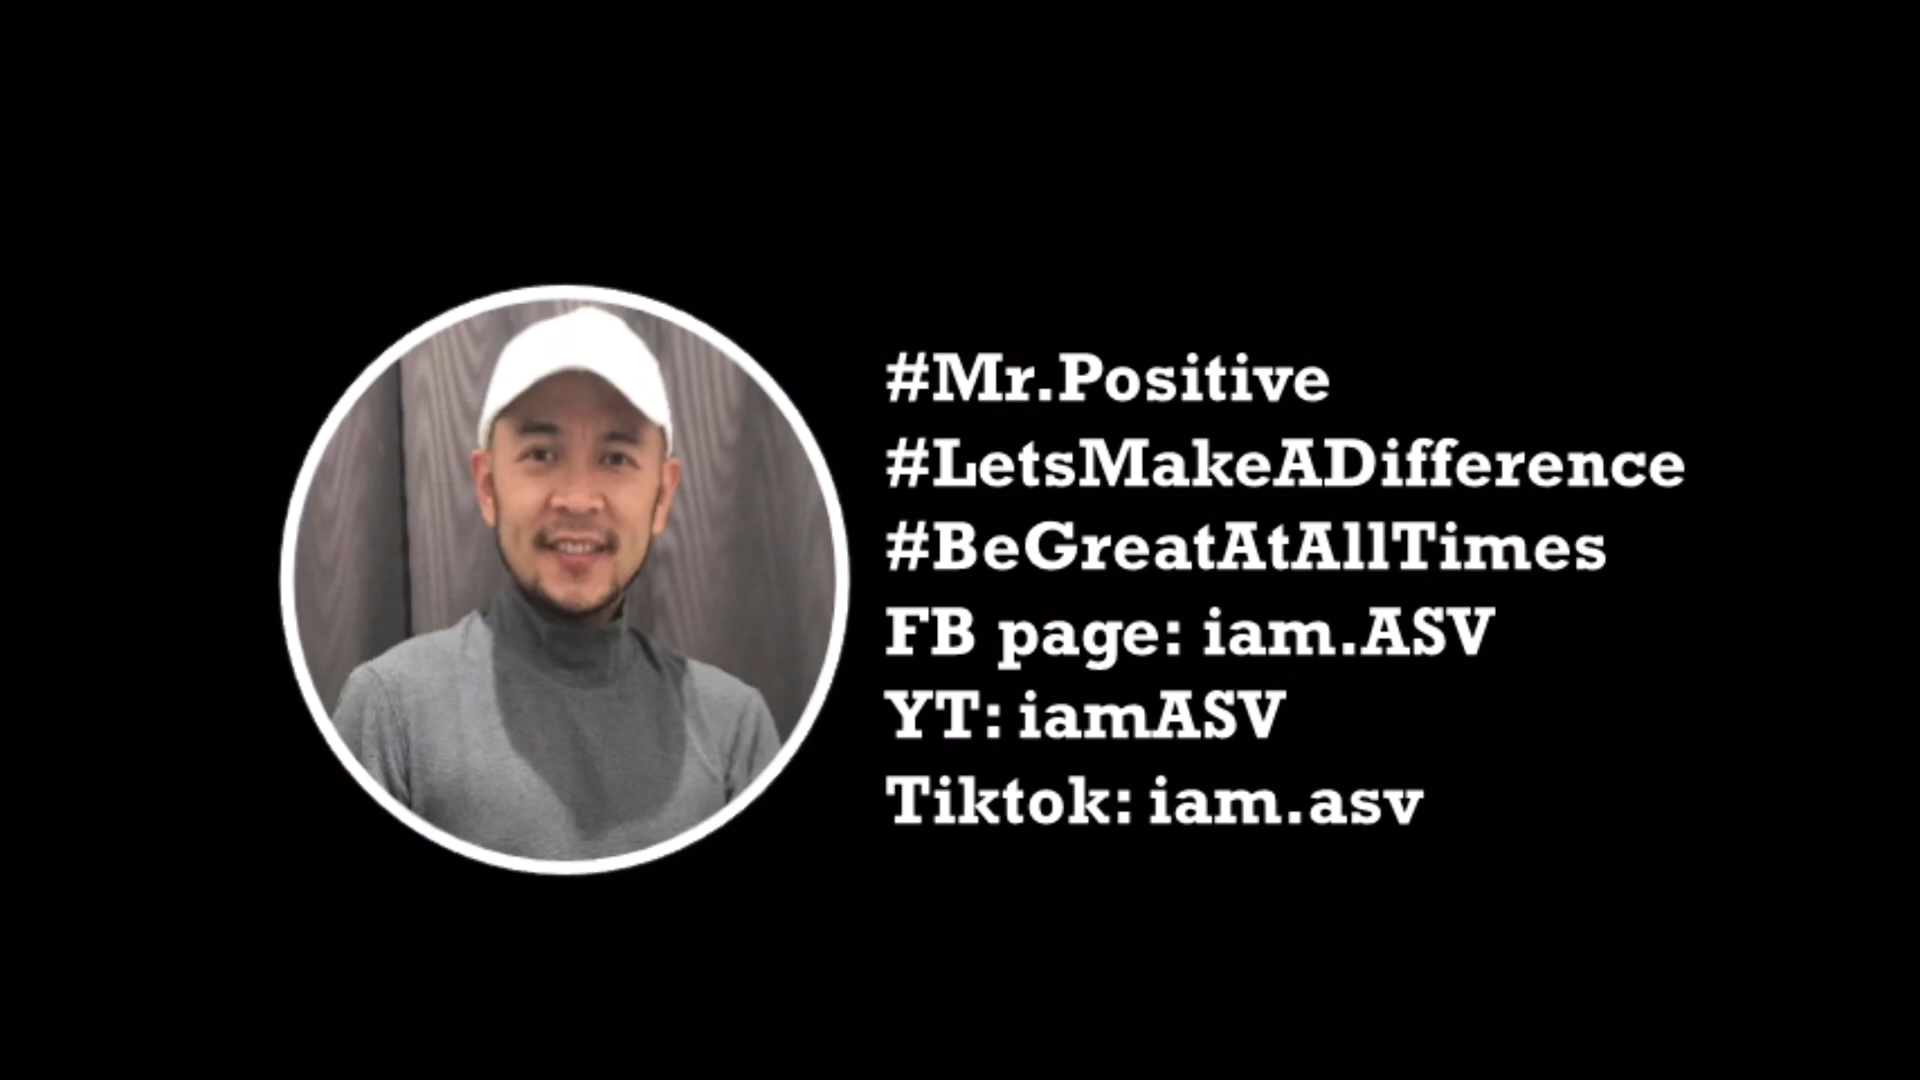 #Mr.Positive
#LetsMakeADifference
#BeGreatAtAllTimes
FB page: iam.ASV
YT: iamASV
Tiktok: iam.asv